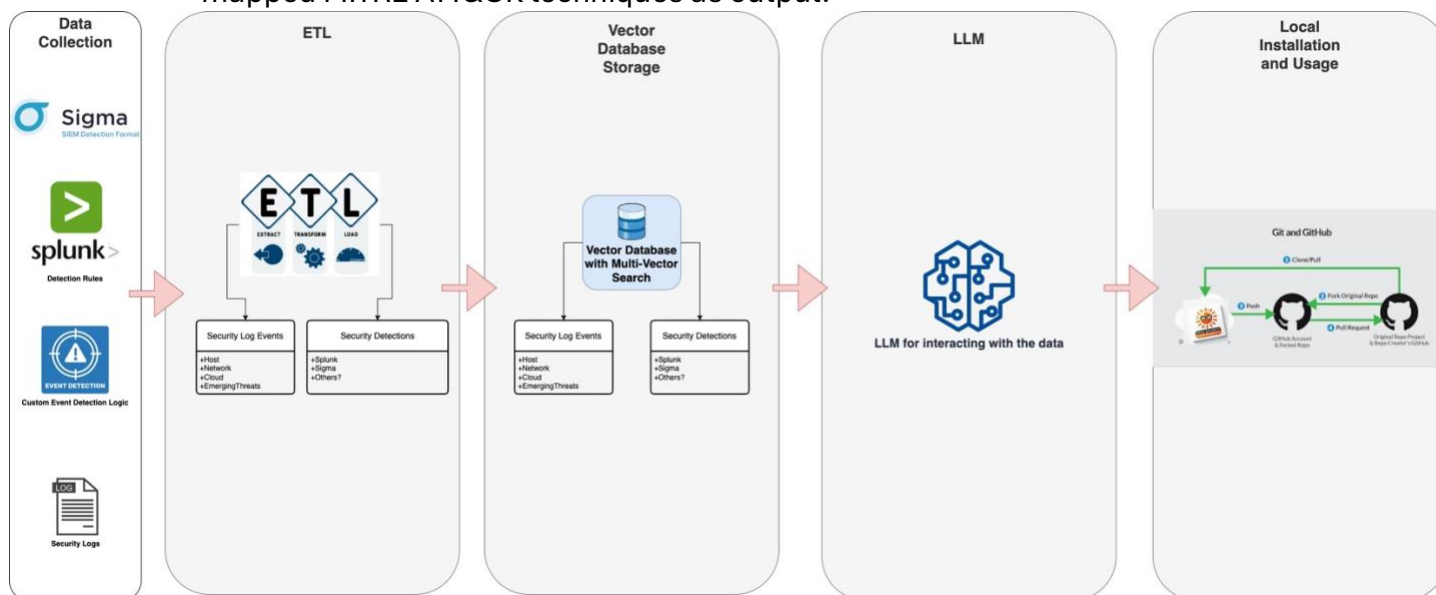 mapped MITRE ATT&CK techniques as output.
Data
Collection
Sigma
SIEM Detection Format
splunk>
Detection Rules
EVENT DETECTION
Custom Event Detection Logic
LOG
Security Logs
ETL
E T L
EXTRACT TRANSFORM LOAD
Security Log Events
+Host
+Network
+Cloud
+EmergingThreats
Security Detections
+Splunk
+Sigma
+Others?
Vector
Database
Storage
Vector Database
with Multi-Vector
Search
Security Log Events
+Host
+Network
+Cloud
+EmergingThreats
Security Detections
+Splunk
+Sigma
+Others?
LLM
LLM for interacting with the data
Local
Installation
and Usage
Git and GitHub
Clone/Pull
Fork Original Repo
Push
Pull Request
GitHub Account
& Forked Repo
Original Repo Project
& Repo Creator's GitHub